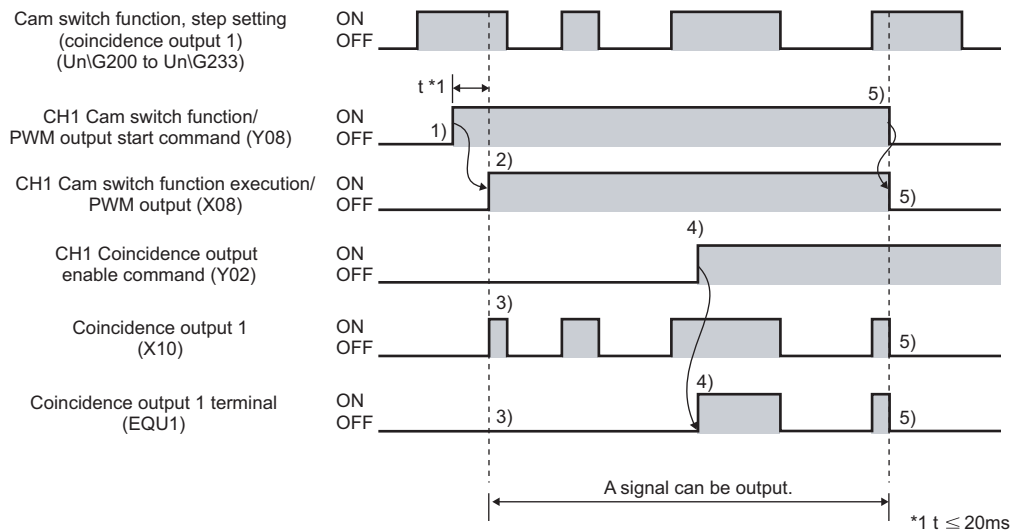 Cam switch function, step setting
(coincidence output 1)
(Un\G200 to Un\G233)
ON
OFF
t *1
CH1 Cam switch function/
PWM output start command (Y08)
ON
OFF
1)
5)
CH1 Cam switch function execution/
PWM output (X08)
ON
OFF
2)
5)
CH1 Coincidence output
enable command (Y02)
ON
OFF
4)
Coincidence output 1
(X10)
ON
OFF
3)
5)
Coincidence output 1 terminal
(EQU1)
ON
OFF
3)
4)
5)
A signal can be output.
*1 t ≤ 20ms